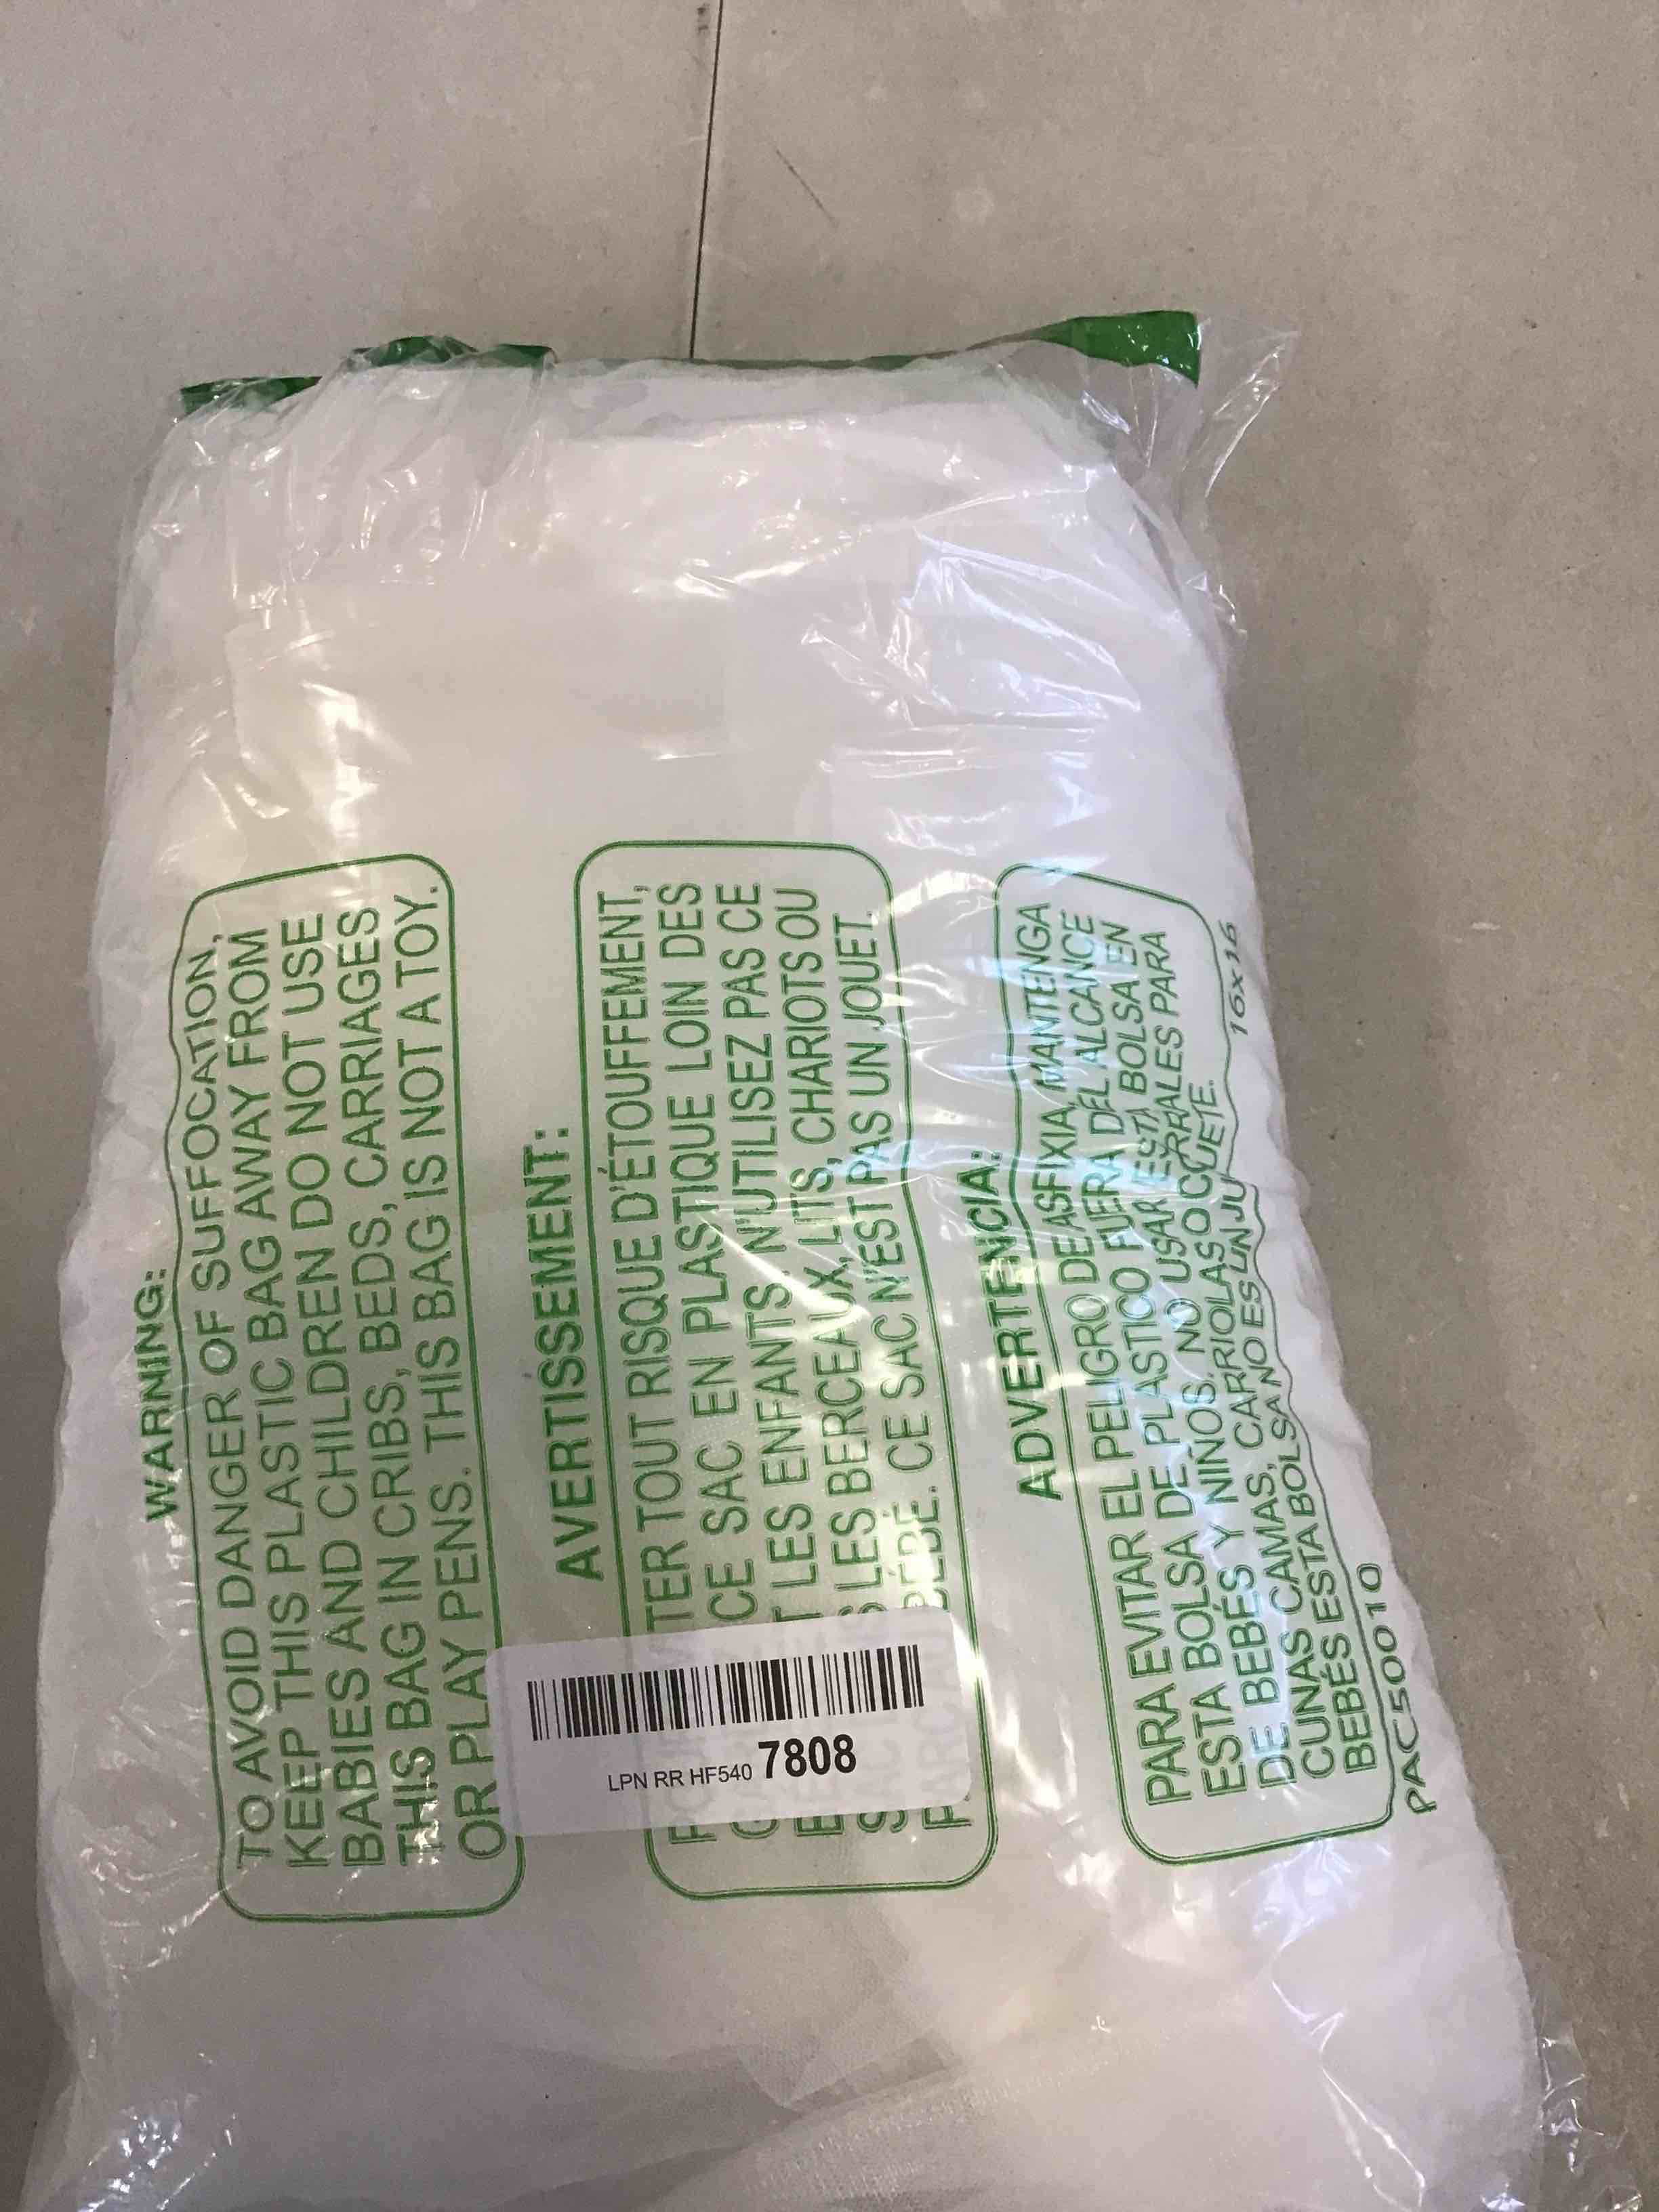 WARNING:
TO AVOID DANGER OF SUFFOCATION,
KEEP THIS PLASTIC BAG AWAY FROM
BABIES AND CHILDREN DO NOT USE
THIS BAG IN CRIBS, BEDS, CARRIAGES
OR PLAY PENS. THIS BAG IS NOT A TOY.
AVERTISSEMENT:
TOUT RISQUE D'ÉTOUFFEMENT,
CE SAC EN PLASTIQUE LOIN DES
LES ENFANTS. N'UTILISEZ PAS CE
LES BERCEAUX, LITS, CHARIOTS OU
BÉBÉ. CE SAC N'EST PAS UN JOUET.
LPN RR HF540 7808
ADVERTENCIA:
PARA EVITAR EL PELIGRO DE ASFIXIA, MANTENGA
ESTA BOLSA DE PLASTICO FUERA DEL ALCANCE
DE BEBÉS Y NIÑOS. NO USAR ESTA BOLSA EN
CUNAS, CAMAS, CARRIOLAS O CORRALES PARA
BEBÉS ESTA BOLSA NO ES UN JUGUETE.
PAC50010
16x16